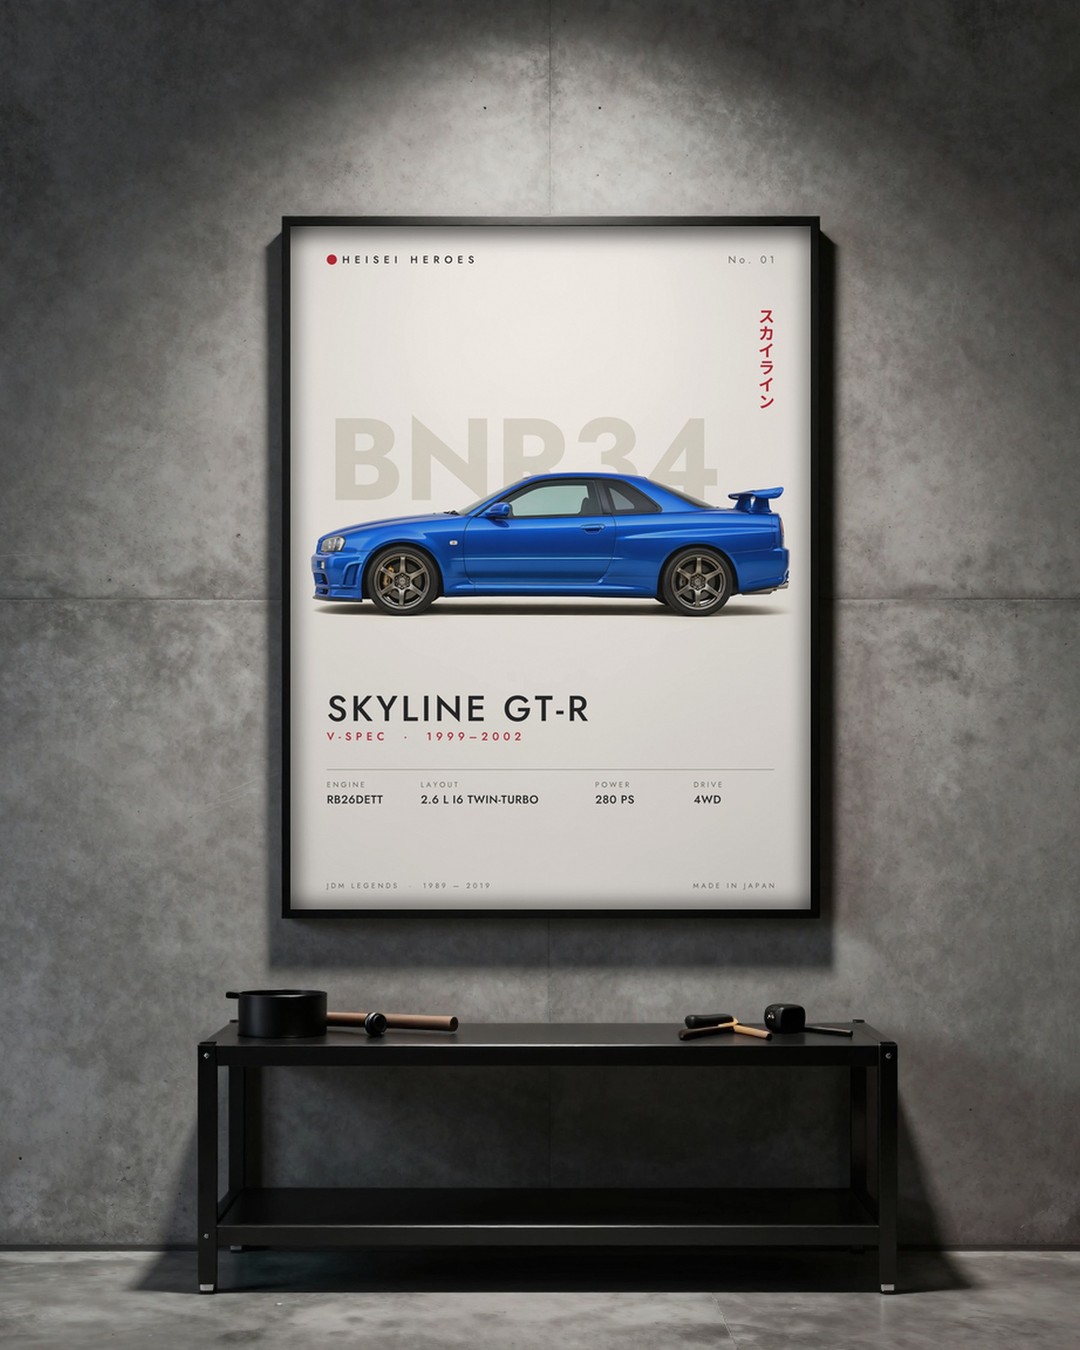 HEISEI HEROES
No. 01
スカイライン
BNR34
SKYLINE GT-R
V-SPEC · 1999–2002
ENGINE LAYOUT POWER DRIVE
RB26DETT 2.6 L I6 TWIN-TURBO 280 PS 4WD
JDM LEGENDS · 1989 — 2019
MADE IN JAPAN